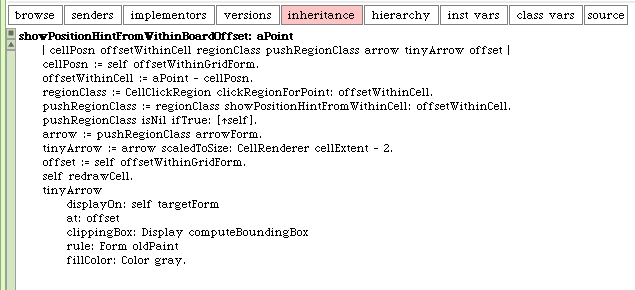 browse senders implementors versions inheritance hierarchy inst vars class vars source
showPositionHintFromWithinBoardOffset: aPoint
| cellPosn offsetWithinCell regionClass pushRegionClass arrow tinyArrow offset |
cellPosn := self offsetWithinGridForm.
offsetWithinCell := aPoint - cellPosn.
regionClass := CellClickRegion clickRegionForPoint: offsetWithinCell.
pushRegionClass := regionClass showPositionHintFromWithinCell: offsetWithinCell.
pushRegionClass isNil ifTrue: [↑self].
arrow := pushRegionClass arrowForm.
tinyArrow := arrow scaledToSize: CellRenderer cellExtent - 2.
offset := self offsetWithinGridForm.
self redrawCell.
tinyArrow
displayOn: self targetForm
at: offset
clippingBox: Display computeBoundingBox
rule: Form oldPaint
fillColor: Color gray.